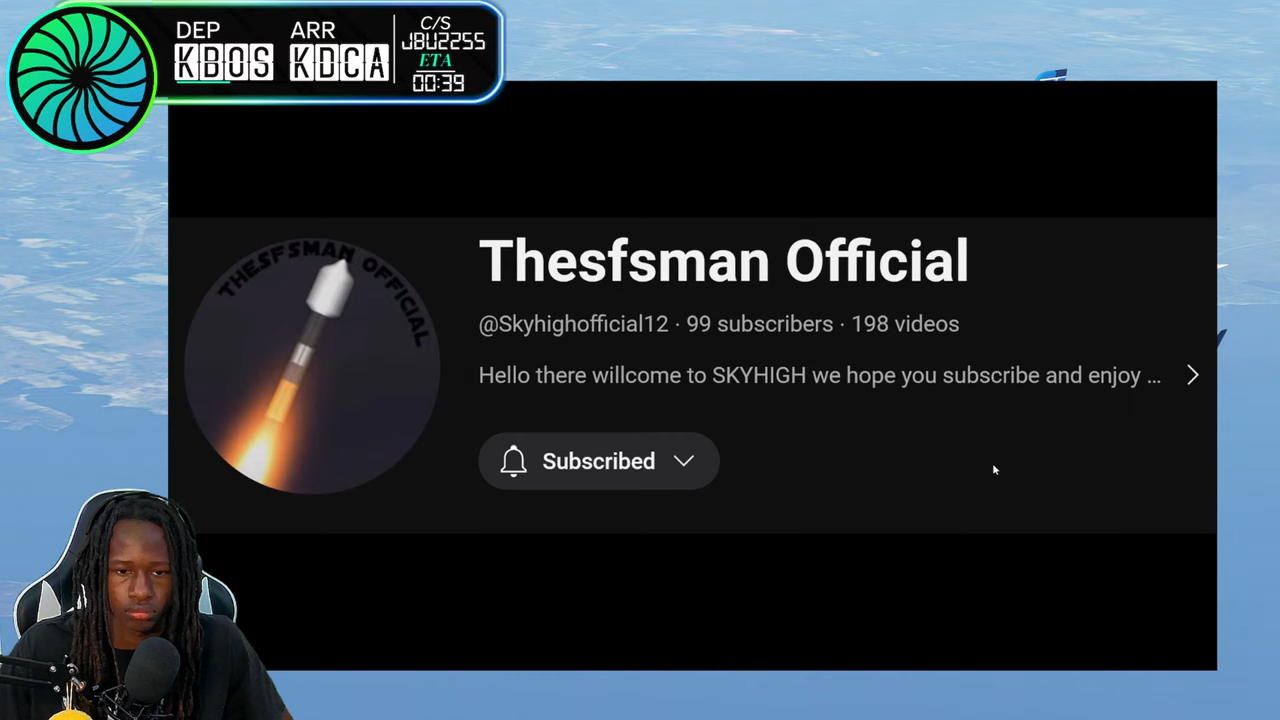 DEP
KBOS
ARR
KDCA
C/S
JBU2255
ETA
00:39
THESFSMAN OFFICIAL
Thesfsman Official
@Skyhighofficial12 · 99 subscribers · 198 videos
Hello there willcome to SKYHIGH we hope you subscribe and enjoy ...
Subscribed